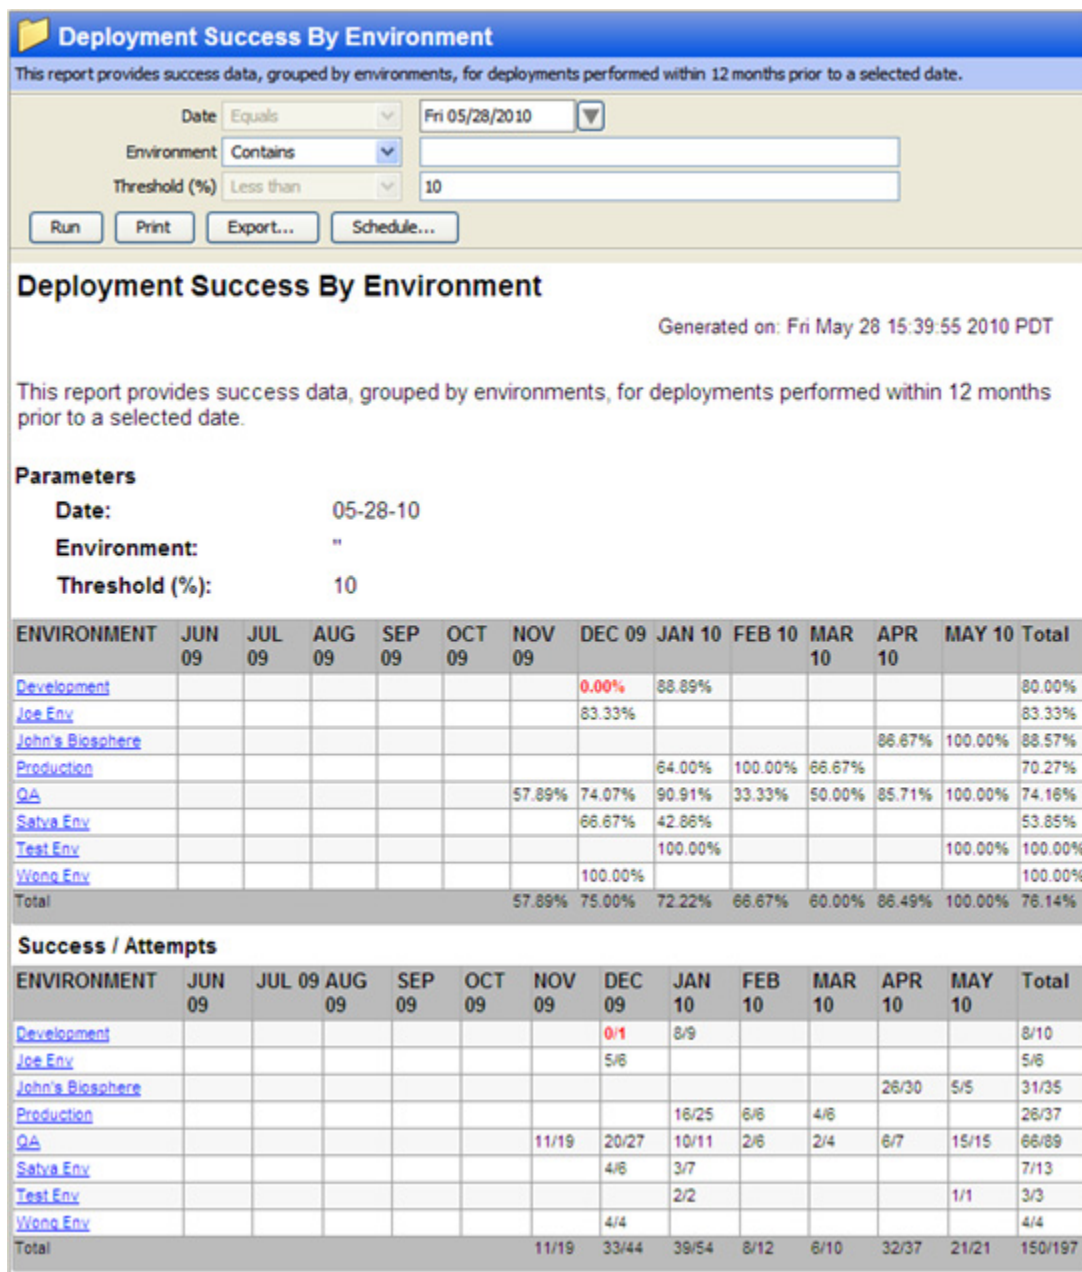 Deployment Success By Environment
This report provides success data, grouped by environments, for deployments performed within 12 months prior to a selected date.
Date Equals Fri 05/28/2010
Environment Contains
Threshold (%) Less than 10
Run Print Export... Schedule...
Deployment Success By Environment
Generated on: Fri May 28 15:39:55 2010 PDT
This report provides success data, grouped by environments, for deployments performed within 12 months
prior to a selected date.
Parameters
Date: 05-28-10
Environment: "
Threshold (%): 10
ENVIRONMENT JUN 09 JUL 09 AUG 09 SEP 09 OCT 09 NOV 09 DEC 09 JAN 10 FEB 10 MAR 10 APR 10 MAY 10 Total
Development 0.00% 88.89% 80.00%
Joe Env 83.33% 83.33%
John's Biosphere 86.67% 100.00% 88.57%
Production 64.00% 100.00% 66.67% 70.27%
QA 57.89% 74.07% 90.91% 33.33% 50.00% 85.71% 100.00% 74.16%
Satya Env 66.67% 42.86% 53.85%
Test Env 100.00% 100.00% 100.00%
Wong Env 100.00% 100.00%
Total 57.89% 75.00% 72.22% 66.67% 60.00% 86.49% 100.00% 76.14%
Success / Attempts
ENVIRONMENT JUN 09 JUL 09 AUG 09 SEP 09 OCT 09 NOV 09 DEC 09 JAN 10 FEB 10 MAR 10 APR 10 MAY 10 Total
Development 0/1 8/9 8/10
Joe Env 5/6 5/6
John's Biosphere 26/30 5/5 31/35
Production 16/25 6/6 4/6 26/37
QA 11/19 20/27 10/11 2/6 2/4 6/7 15/15 66/89
Satya Env 4/6 3/7 7/13
Test Env 2/2 1/1 3/3
Wong Env 4/4 4/4
Total 11/19 33/44 39/54 8/12 6/10 32/37 21/21 150/197